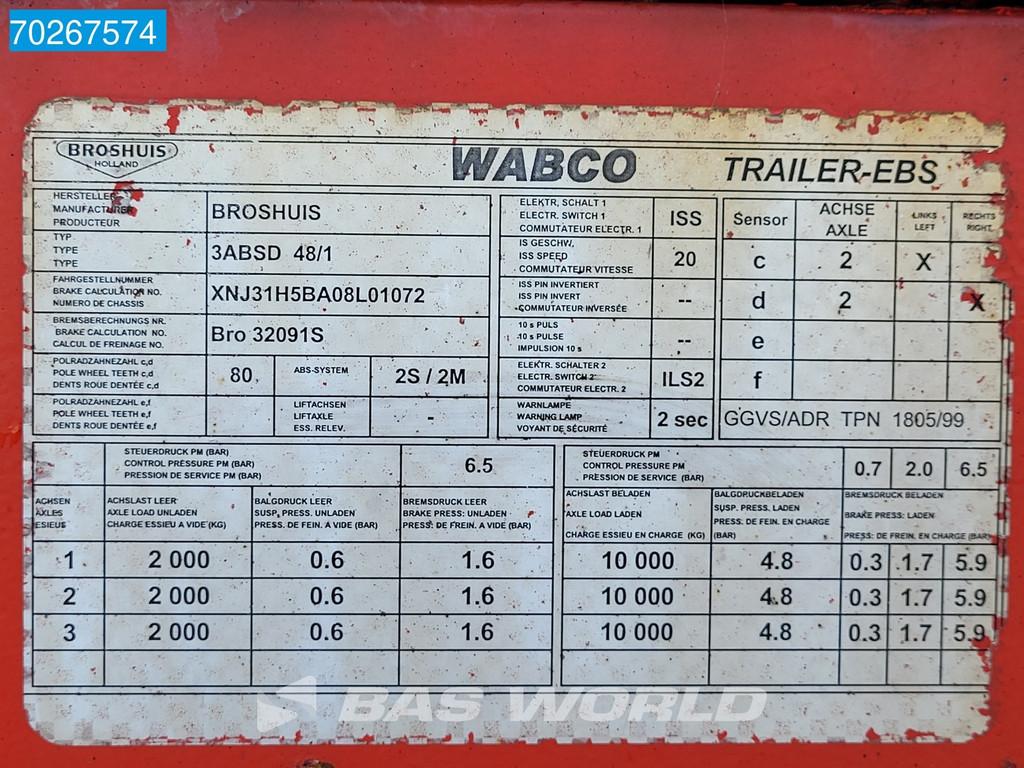 70267574
BROSHUIS
HOLLAND
WABCO
TRAILER-EBS
HERSTELLER
MANUFACTURER
PRODUCTEUR
BROSHUIS
TYP
TYPE
TYPE
3ABSD 48/1
FAHRGESTELLNUMMER
BRAKE CALCULATION NO.
NUMERO DE CHASSIS
XNJ31H5BA08L01072
BREMSBERECHNUNGS NR.
BRAKE CALCULATION NO.
CALCUL DE FREINAGE NO.
Bro 32091S
POLRADZAHNEZAHL c,d
POLE WHEEL TEETH c,d
DENTS ROUE DENTÉE c,d
80
ABS-SYSTEM
2S / 2M
POLRADZAHNEZAHL e,f
POLE WHEEL TEETH e,f
DENTS ROUE DENTÉE e,f
LIFTACHSEN
LIFTAXLE
ESS. RELEV.
-
ELEKTR, SCHALT 1
ELECTR. SWITCH 1
COMMUTATEUR ELECTR. 1
ISS
IS GESCHW,
ISS SPEED
COMMUTATEUR VITESSE
20
ISS PIN INVERTIERT
ISS PIN INVERT
COMMUTATEUR INVERSÉE
--
10 s PULS
10 s PULSE
IMPULSION 10 s
--
ELEKTR. SCHALTER 2
ELECTR. SWITCH 2
COMMUTATEUR ELECTR. 2
ILS2
WARNLAMPE
WARNING LAMP
VOYANT DE SÉCURITÉ
2 sec
Sensor
ACHSE
AXLE
LINKS
LEFT
RECHTS
RIGHT
c 2 X
d 2 X
e
f
GGVS/ADR TPN 1805/99
STEUERDRUCK PM (BAR)
CONTROL PRESSURE PM (BAR)
PRESSION DE SERVICE PM (BAR)
6.5
ACHSEN
AXLES
ESIEUS
ACHSLAST LEER
AXLE LOAD UNLADEN
CHARGE ESSIEU A VIDE (KG)
BALGDRUCK LEER
SUSP. PRESS. UNLADEN
PRESS. DE FEIN. A VIDE (BAR)
BREMSDRUCK LEER
BRAKE PRESS: UNLADEN
PRESS: DE FREIN. A VIDE (BAR)
1 2 000 0.6 1.6
2 2 000 0.6 1.6
3 2 000 0.6 1.6
STEUERDRUCK PM
CONTROL PRESSURE PM
PRESSION DE SERVICE (BAR)
0.7 2.0 6.5
ACHSLAST BELADEN
AXLE LOAD LADEN
CHARGE ESSIEU EN CHARGE (KG)
BALGDRUCKBELADEN
SUSP. PRESS. LADEN
PRESS: DE FEIN. EN CHARGE
(BAR)
BREMSDRUCK BELADEN
BRAKE PRESS: LADEN
PRESS: DE FREIN. EN CHARGE (BAR)
10 000 4.8 0.3 1.7 5.9
10 000 4.8 0.3 1.7 5.9
10 000 4.8 0.3 1.7 5.9
BAS WORLD